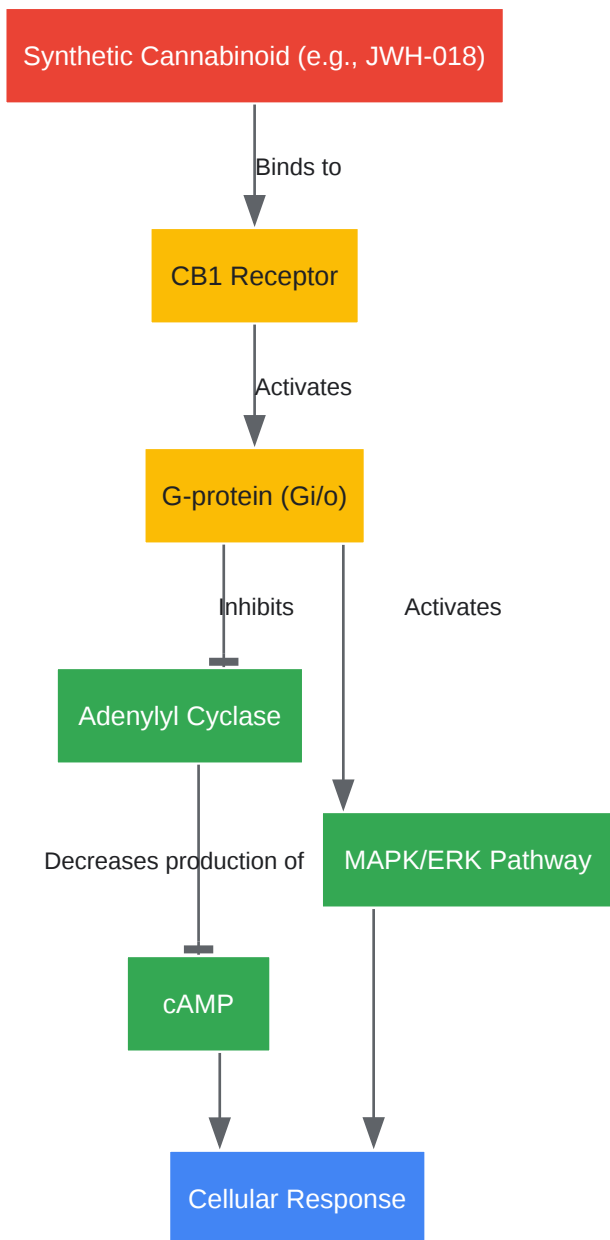 Synthetic Cannabinoid (e.g., JWH-018)
Binds to
CB1 Receptor
Activates
G-protein (Gi/o)
Inhibits
Activates
Adenylyl Cyclase
Decreases production of
MAPK/ERK Pathway
cAMP
Cellular Response